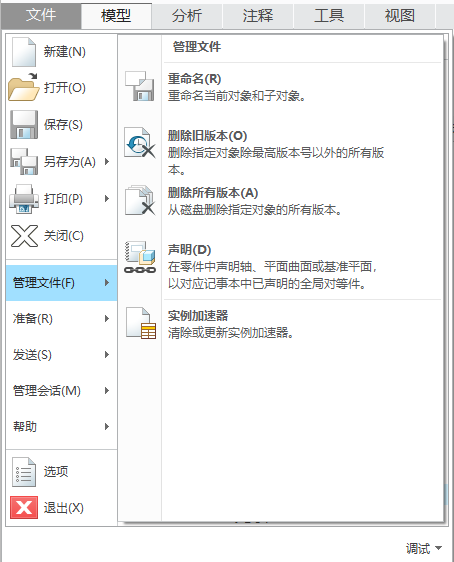 文件 模型 分析 注释 工具 视图
新建(N)
打开(O)
保存(S)
另存为(A)
打印(P)
关闭(C)
管理文件(F)
准备(R)
发送(S)
管理会话(M)
帮助
选项
退出(X)
管理文件
重命名(R)
重命名当前对象和子对象。
删除旧版本(O)
删除指定对象除最高版本号以外的所有版
本。
删除所有版本(A)
从磁盘删除指定对象的所有版本。
声明(D)
在零件中声明轴、平面曲面或基准平面，
以对应记事本中已声明的全局对等件。
实例加速器
清除或更新实例加速器。
调试